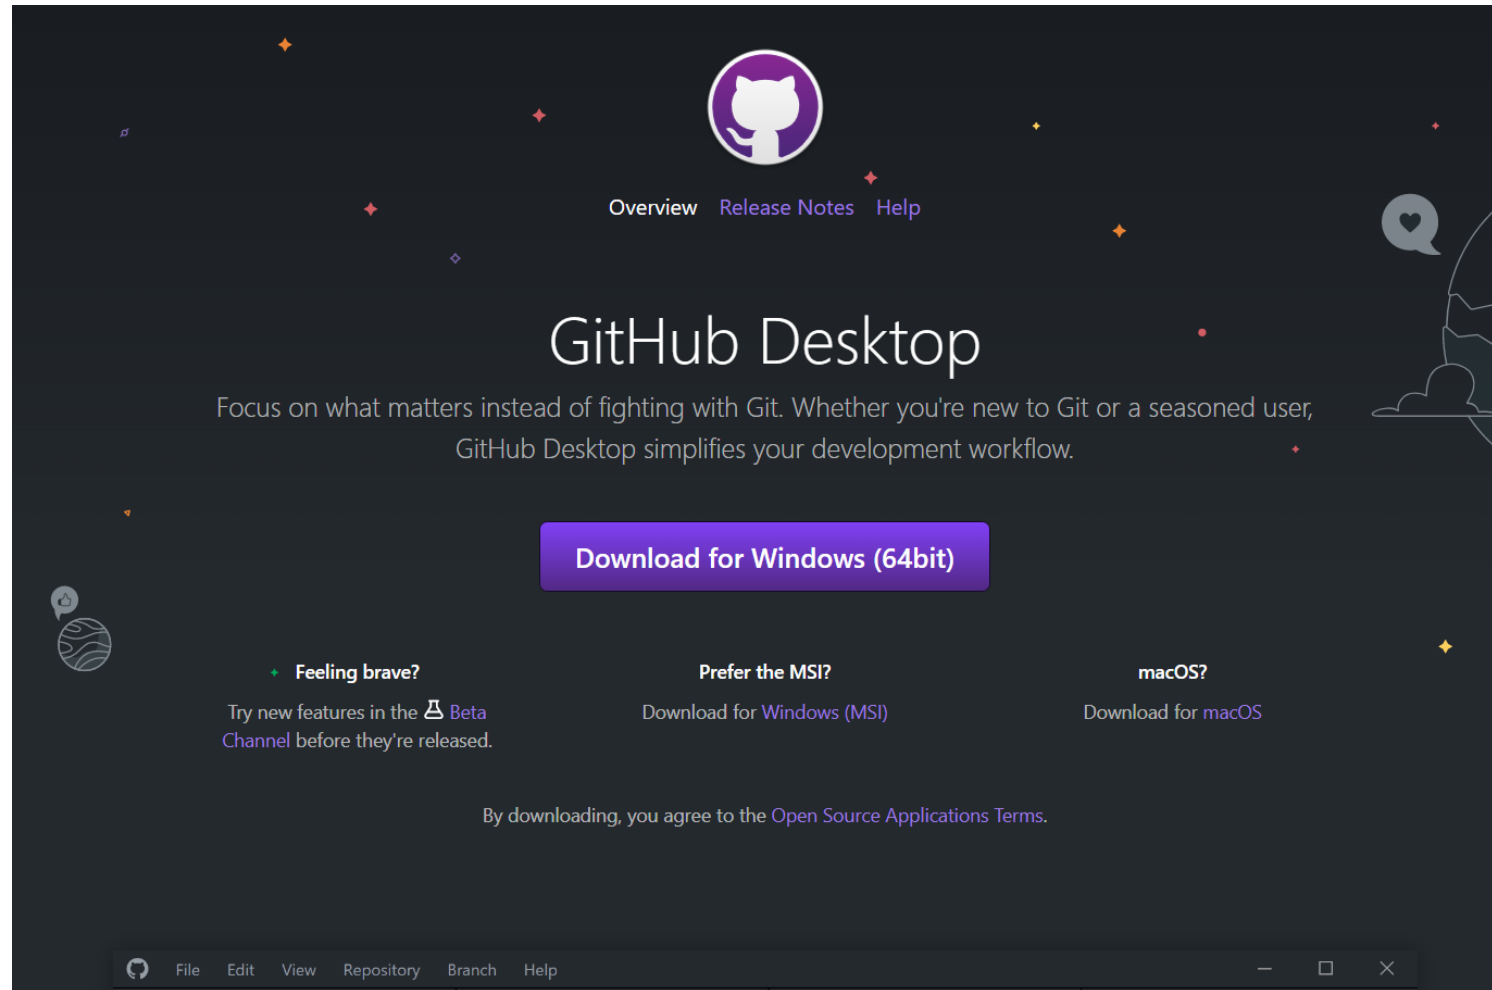 Overview Release Notes Help
GitHub Desktop
Focus on what matters instead of fighting with Git. Whether you're new to Git or a seasoned user,
GitHub Desktop simplifies your development workflow.
Download for Windows (64bit)
Feeling brave?
Try new features in the Beta
Channel before they're released.
Prefer the MSI?
Download for Windows (MSI)
macOS?
Download for macOS
By downloading, you agree to the Open Source Applications Terms.
File Edit View Repository Branch Help